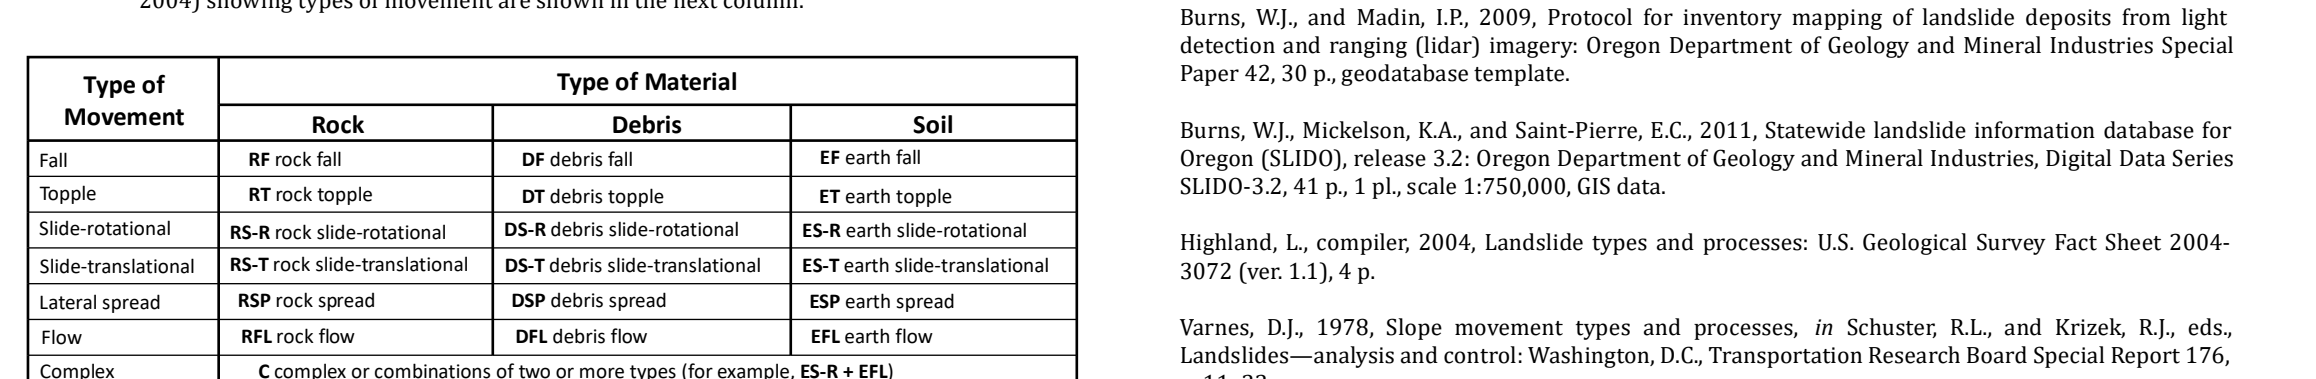 2004) showing types of movement are shown in the next column.
Type of Movement
Type of Material
Rock Debris Soil
Fall RF rock fall DF debris fall EF earth fall
Topple RT rock topple DT debris topple ET earth topple
Slide-rotational RS-R rock slide-rotational DS-R debris slide-rotational ES-R earth slide-rotational
Slide-translational RS-T rock slide-translational DS-T debris slide-translational ES-T earth slide-translational
Lateral spread RSP rock spread DSP debris spread ESP earth spread
Flow RFL rock flow DFL debris flow EFL earth flow
Complex C complex or combinations of two or more types (for example, ES-R + EFL)
Burns, W.J., and Madin, I.P., 2009, Protocol for inventory mapping of landslide deposits from light
detection and ranging (lidar) imagery: Oregon Department of Geology and Mineral Industries Special
Paper 42, 30 p., geodatabase template.
Burns, W.J., Mickelson, K.A., and Saint-Pierre, E.C., 2011, Statewide landslide information database for
Oregon (SLIDO), release 3.2: Oregon Department of Geology and Mineral Industries, Digital Data Series
SLIDO-3.2, 41 p., 1 pl., scale 1:750,000, GIS data.
Highland, L., compiler, 2004, Landslide types and processes: U.S. Geological Survey Fact Sheet 2004-
3072 (ver. 1.1), 4 p.
Varnes, D.J., 1978, Slope movement types and processes, in Schuster, R.L., and Krizek, R.J., eds.,
Landslides—analysis and control: Washington, D.C., Transportation Research Board Special Report 176,